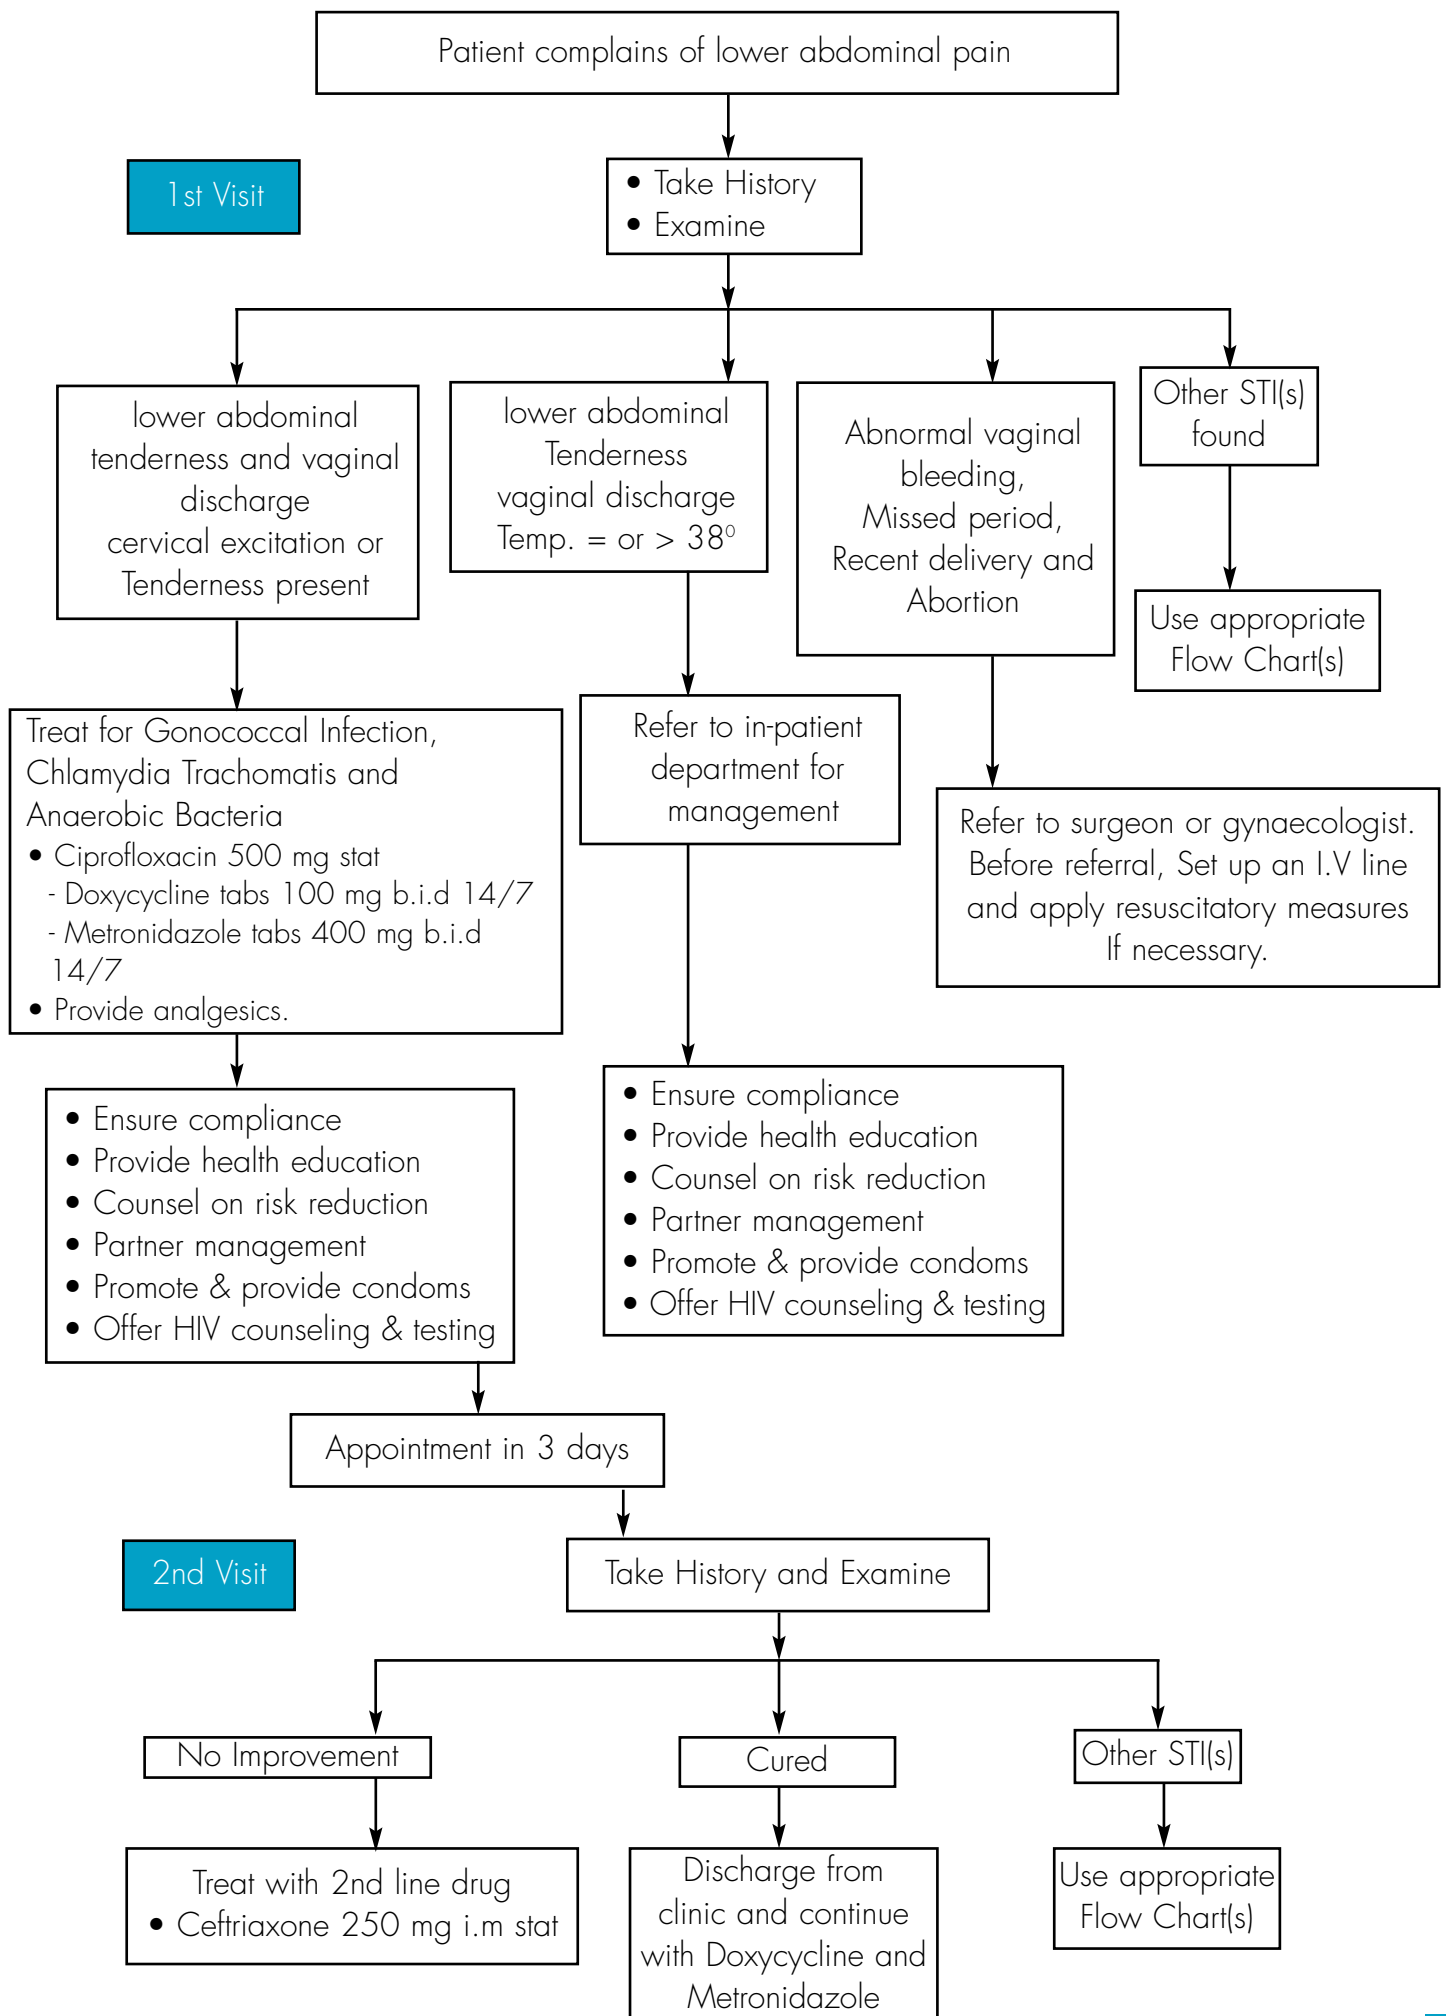 Patient complains of lower abdominal pain
1st Visit
• Take History
• Examine
lower abdominal
tenderness and vaginal
discharge
cervical excitation or
Tenderness present
lower abdominal
Tenderness
vaginal discharge
Temp. = or > 38⁰
Abnormal vaginal
bleeding,
Missed period,
Recent delivery and
Abortion
Other STI(s)
found
Use appropriate
Flow Chart(s)
Treat for Gonococcal Infection,
Chlamydia Trachomatis and
Anaerobic Bacteria
• Ciprofloxacin 500 mg stat
- Doxycycline tabs 100 mg b.i.d 14/7
- Metronidazole tabs 400 mg b.i.d
14/7
• Provide analgesics.
Refer to in-patient
department for
management
Refer to surgeon or gynaecologist.
Before referral, Set up an I.V line
and apply resuscitatory measures
If necessary.
• Ensure compliance
• Provide health education
• Counsel on risk reduction
• Partner management
• Promote & provide condoms
• Offer HIV counseling & testing
• Ensure compliance
• Provide health education
• Counsel on risk reduction
• Partner management
• Promote & provide condoms
• Offer HIV counseling & testing
Appointment in 3 days
2nd Visit
Take History and Examine
No Improvement
Cured
Other STI(s)
Treat with 2nd line drug
• Ceftriaxone 250 mg i.m stat
Discharge from
clinic and continue
with Doxycycline and
Metronidazole
Use appropriate
Flow Chart(s)